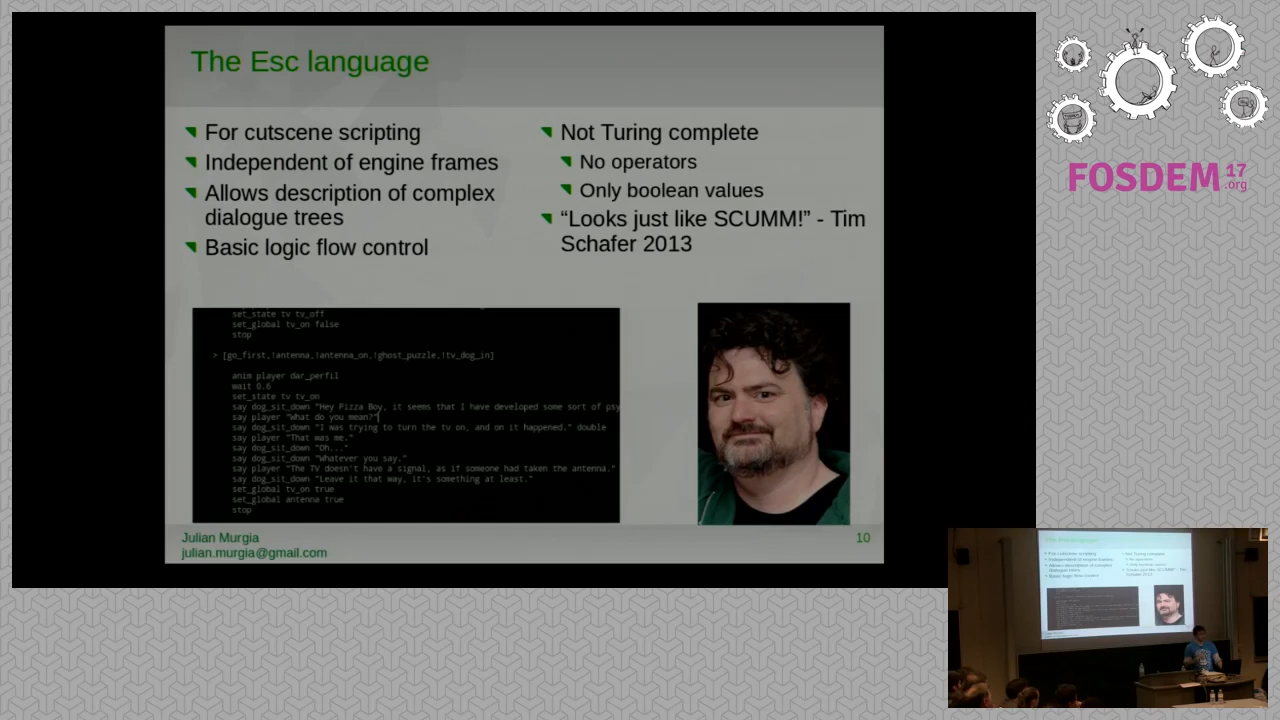 The Esc language
For cutscene scripting
Independent of engine frames
Allows description of complex
dialogue trees
Basic logic flow control
Not Turing complete
No operators
Only boolean values
“Looks just like SCUMM!” - Tim
Schafer 2013
set_state tv tv_off
set_global tv_on false
stop
> [go_first,!antenna,!antenna_on,!ghost_puzzle,!tv_dog_in]
anim player dar_perfil
wait 0.6
set_state tv tv_on
say dog_sit_down "Hey Pizza Boy, it seems that I have developed some sort of psy
say player "What do you mean?"
say dog_sit_down "I was trying to turn the tv on, and on it happened." double
say player "That was me."
say dog_sit_down "Oh..."
say dog_sit_down "Whatever you say."
say player "The TV doesn't have a signal, as if someone had taken the antenna."
say dog_sit_down "Leave it that way, it's something at least."
set_global tv_on true
set_global antenna true
stop
Julian Murgia
julian.murgia@gmail.com
10
FOSDEM 17
.org